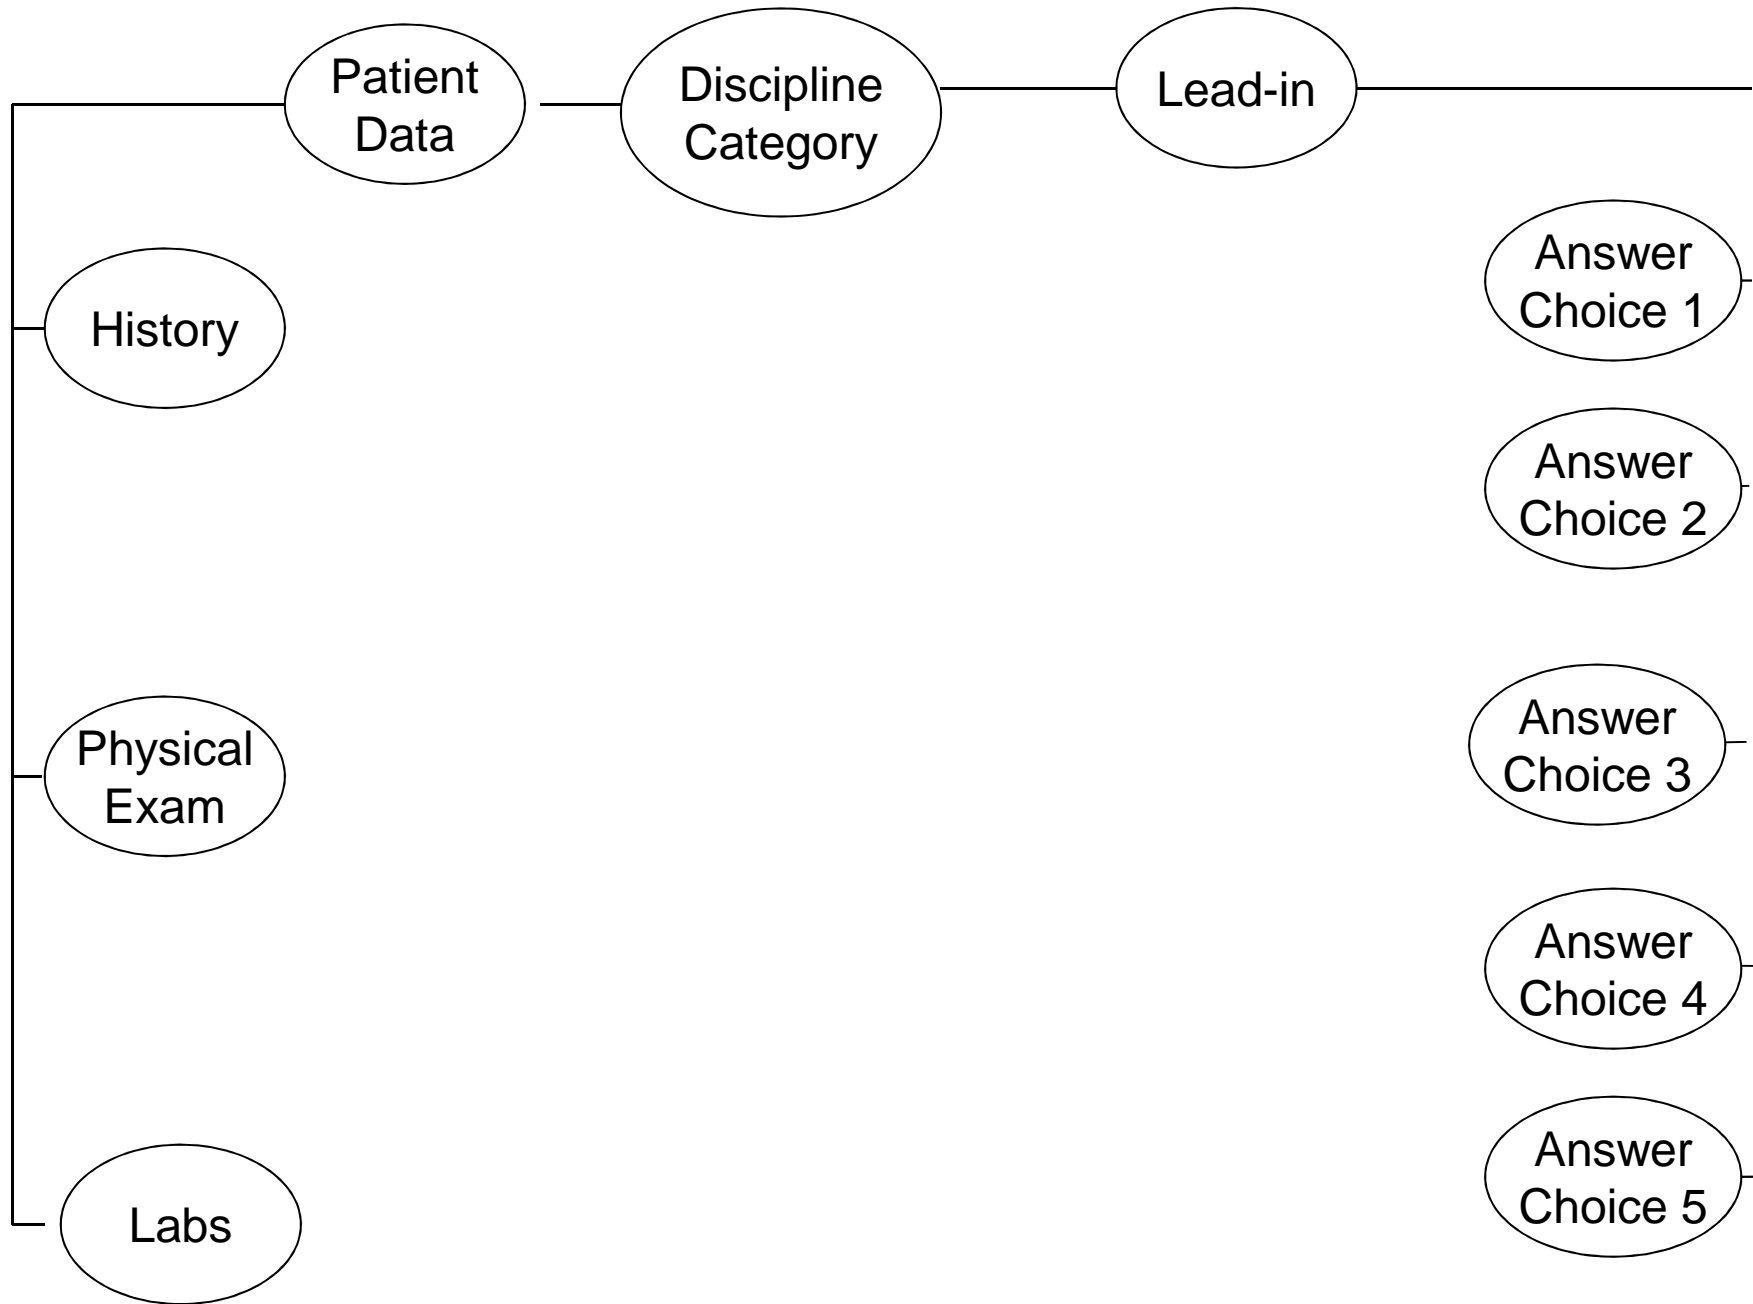 Patient
Data
Discipline
Category
Lead-in
History
Physical
Exam
Labs
Answer
Choice 1
Answer
Choice 2
Answer
Choice 3
Answer
Choice 4
Answer
Choice 5